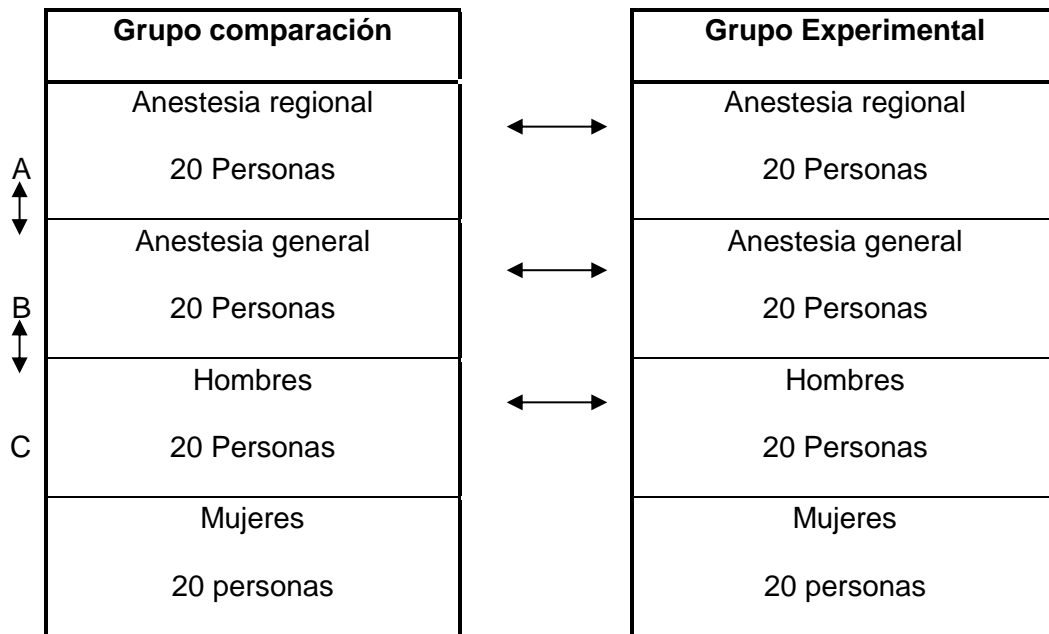 Grupo comparación
Grupo Experimental
Anestesia regional
Anestesia regional
A
20 Personas
20 Personas
Anestesia general
Anestesia general
B
20 Personas
20 Personas
Hombres
Hombres
C
20 Personas
20 Personas
Mujeres
Mujeres
20 personas
20 personas